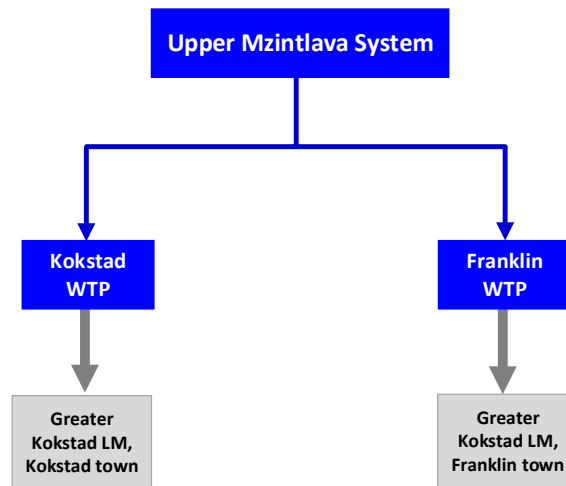 Upper Mzintlava System
Kokstad
WTP
Franklin
WTP
Greater
Kokstad LM,
Kokstad town
Greater
Kokstad LM,
Franklin town